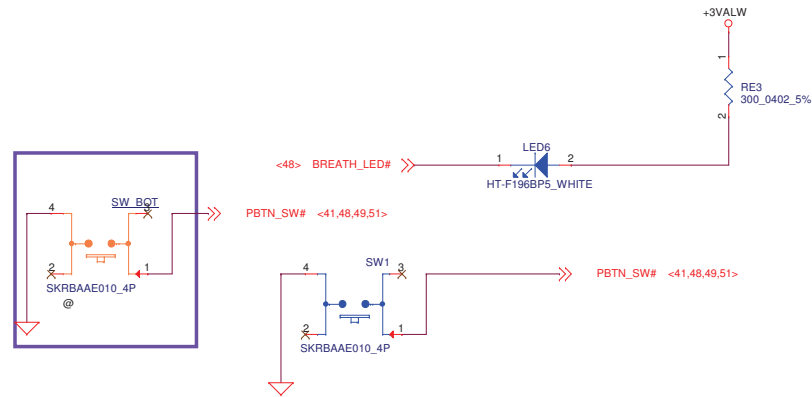 +3VALW
1
RE3
300_0402_5%
2
LED6
<48> BREATH_LED#
1
2
HT-F196BP5_WHITE
SW_BOT
4
3
PBTN_SW# <41,48,49,51>
2
1
SKRBAAE010_4P
@
SW1
4
3
PBTN_SW# <41,48,49,51>
2
1
SKRBAAE010_4P